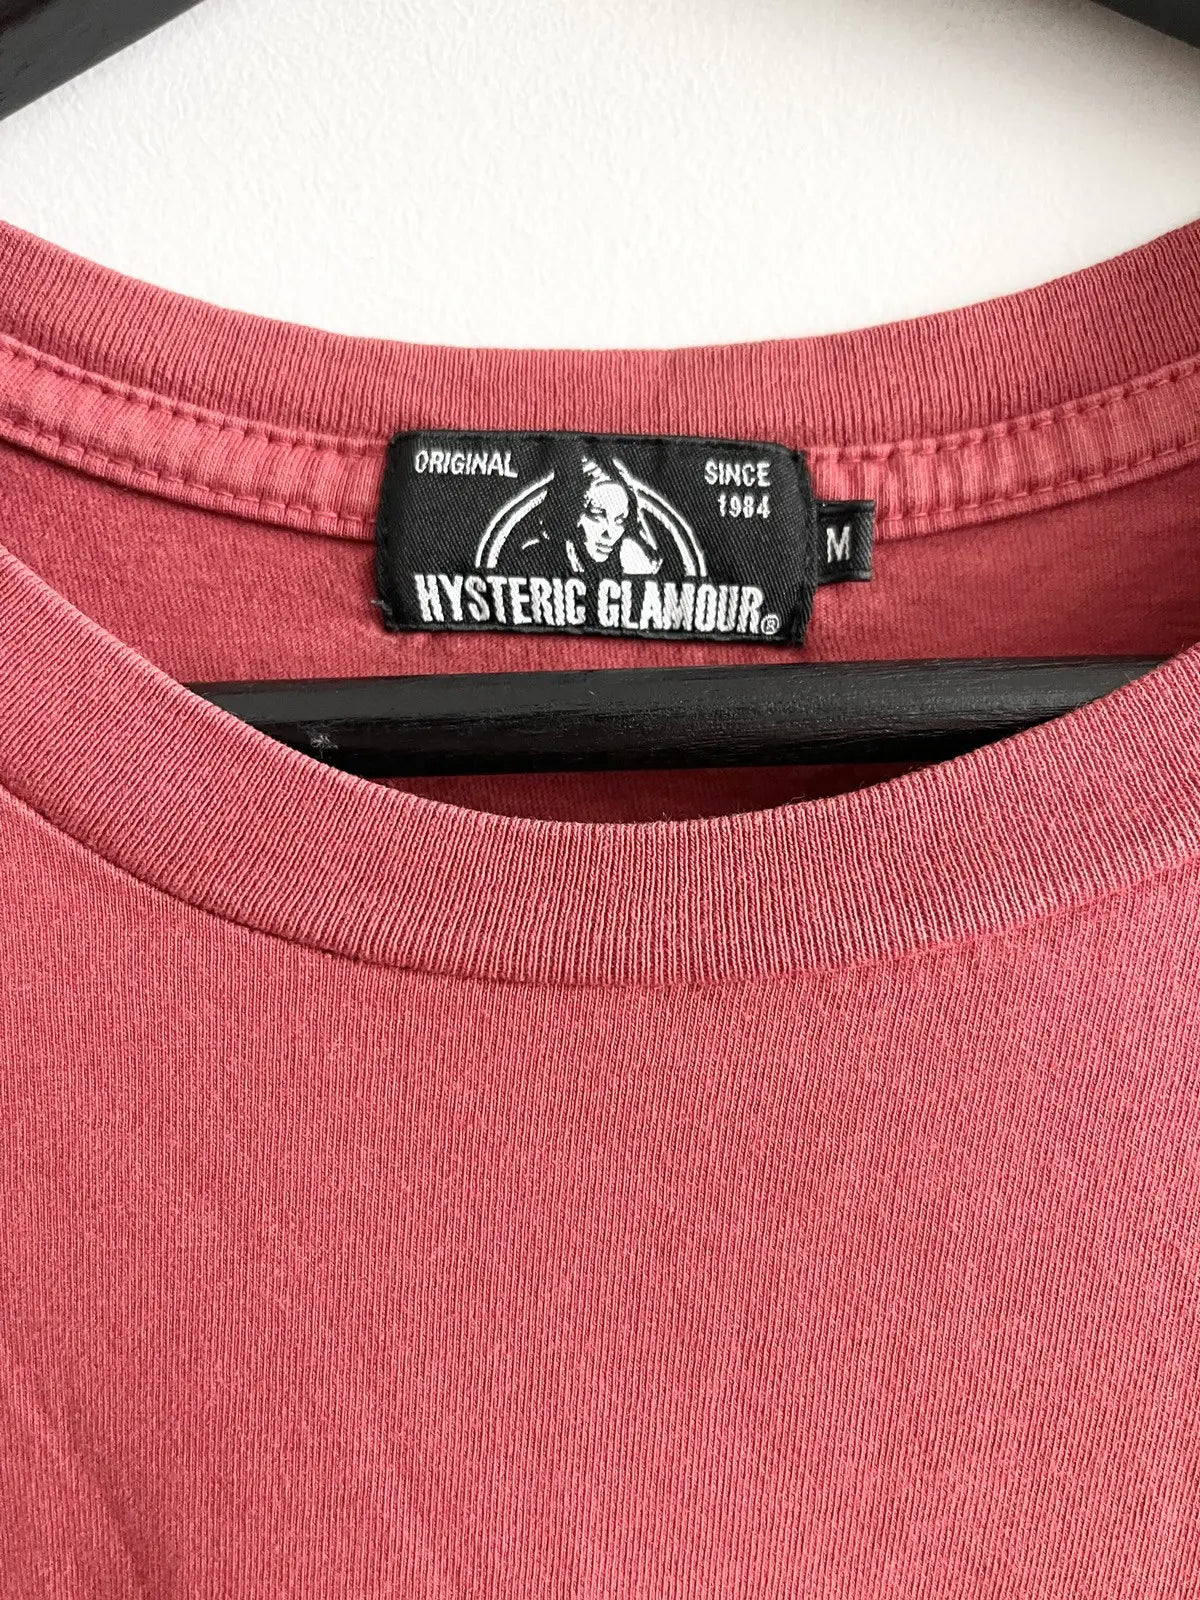 ORIGINAL
SINCE
1984
HYSTERIC GLAMOUR®
M